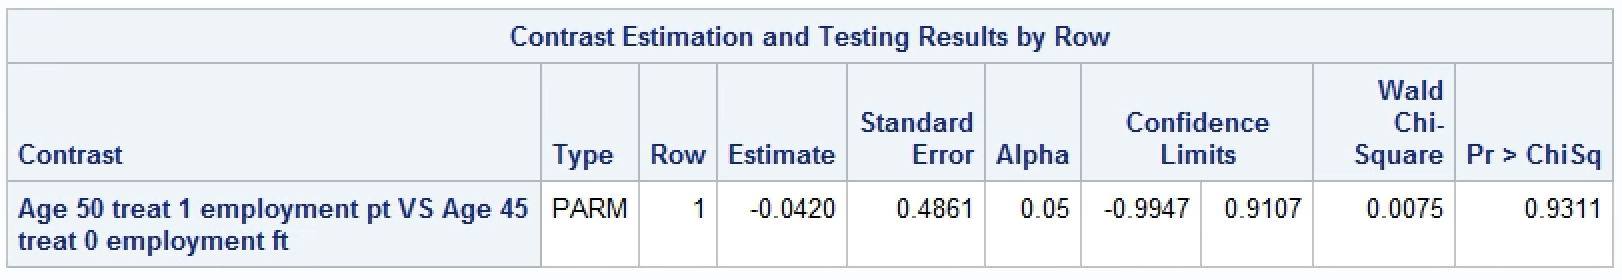 Contrast Estimation and Testing Results by Row
Contrast Type Row Estimate Standard Error Alpha Confidence Limits Wald Chi-Square Pr > ChiSq
Age 50 treat 1 employment pt VS Age 45 PARM 1 -0.0420 0.4861 0.05 -0.9947 0.9107 0.0075 0.9311
treat 0 employment ft